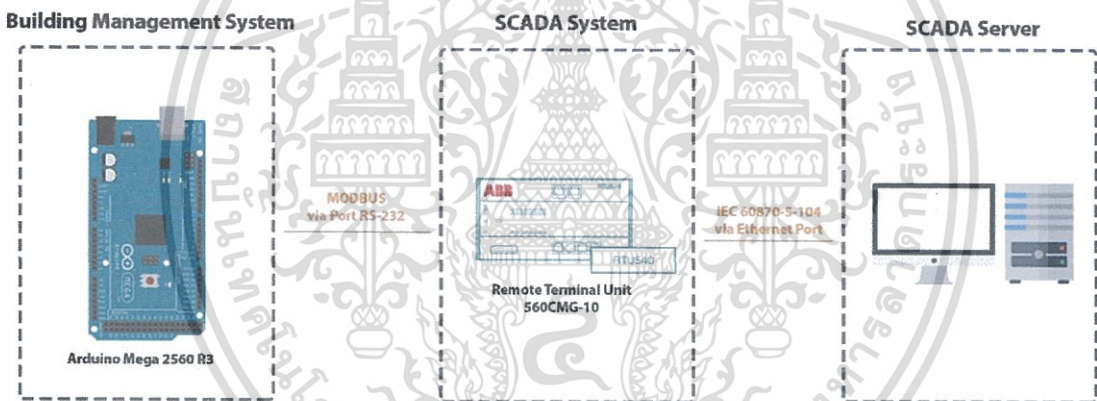 Building Management System
SCADA System
SCADA Server
MODBUS
via Port RS-232
ABB
RTU540
IEC 60870-5-104
via Ethernet Port
Remote Terminal Unit
560CMG-10
Arduino Mega 2560 R3